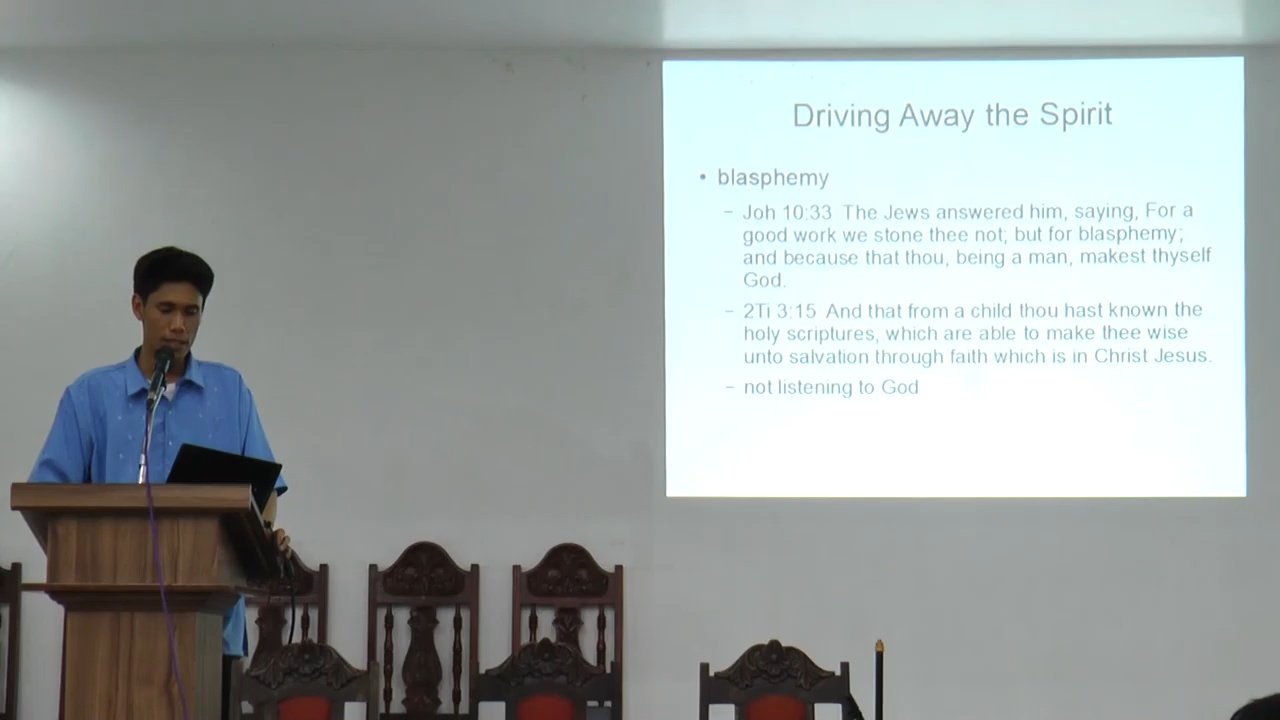 Driving Away the Spirit
• blasphemy
– Joh 10:33 The Jews answered him, saying, For a
good work we stone thee not; but for blasphemy;
and because that thou, being a man, makest thyself
God.
– 2Ti 3:15 And that from a child thou hast known the
holy scriptures, which are able to make thee wise
unto salvation through faith which is in Christ Jesus.
– not listening to God